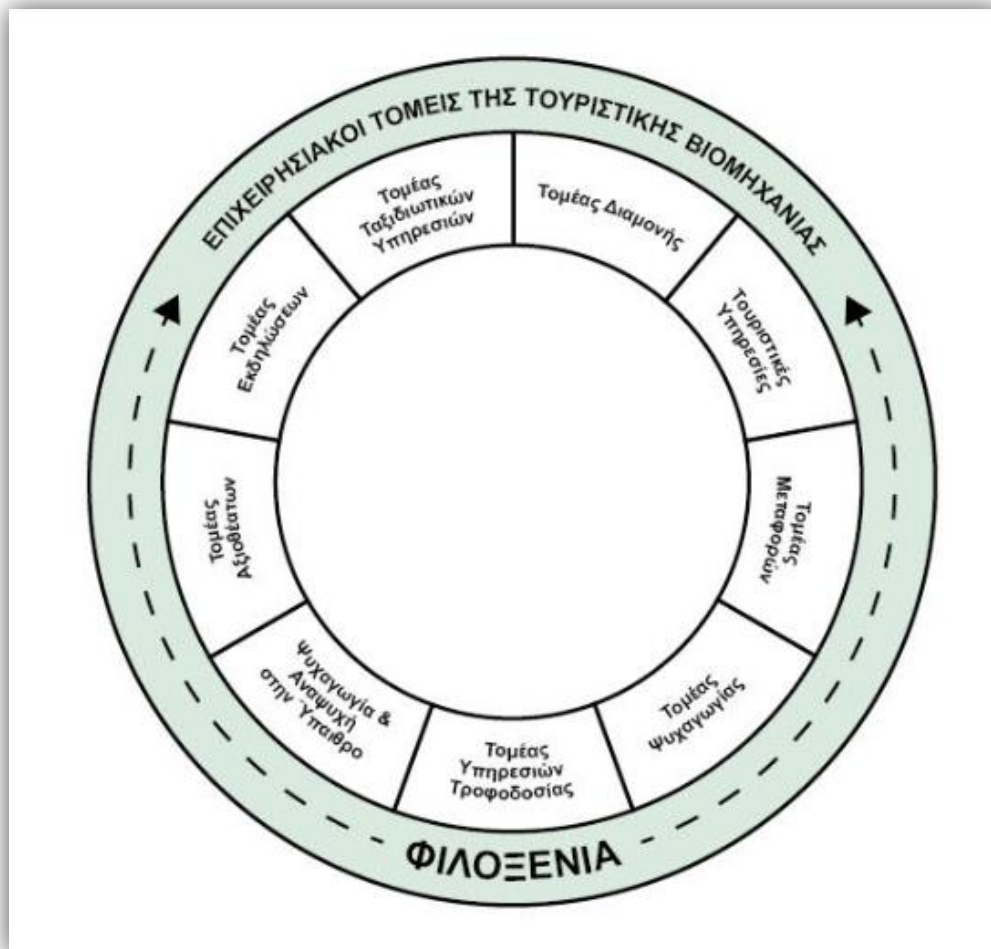 ΕΠΙΧΕΙΡΗΣΙΑΚΟΙ ΤΟΜΕΙΣ ΤΗΣ ΤΟΥΡΙΣΤΙΚΗΣ ΒΙΟΜΗΧΑΝΙΑΣ
Τομέας
Ταξιδιωτικών
Υπηρεσιών
Τομέας Διαμονής
Τουριστικές
Υπηρεσίες
Τομέας
Μεταφορών
Τομέας
Ψυχαγωγίας
Τομέας
Υπηρεσιών
Τροφοδοσίας
Ψυχαγωγία &
Αναψυχή
στην Ύπαιθρο
Τομέας
Αξιοθέατων
Τομέας
Εκδηλώσεων
ΦΙΛΟΞΕΝΙΑ